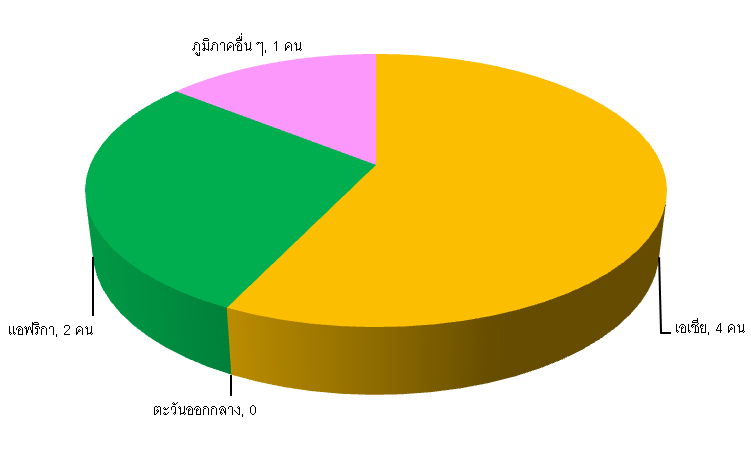 ภูมิภาคอื่น ๆ, 1 คน
เอเชีย, 4 คน
แอฟริกา, 2 คน
ตะวันออกกลาง, 0